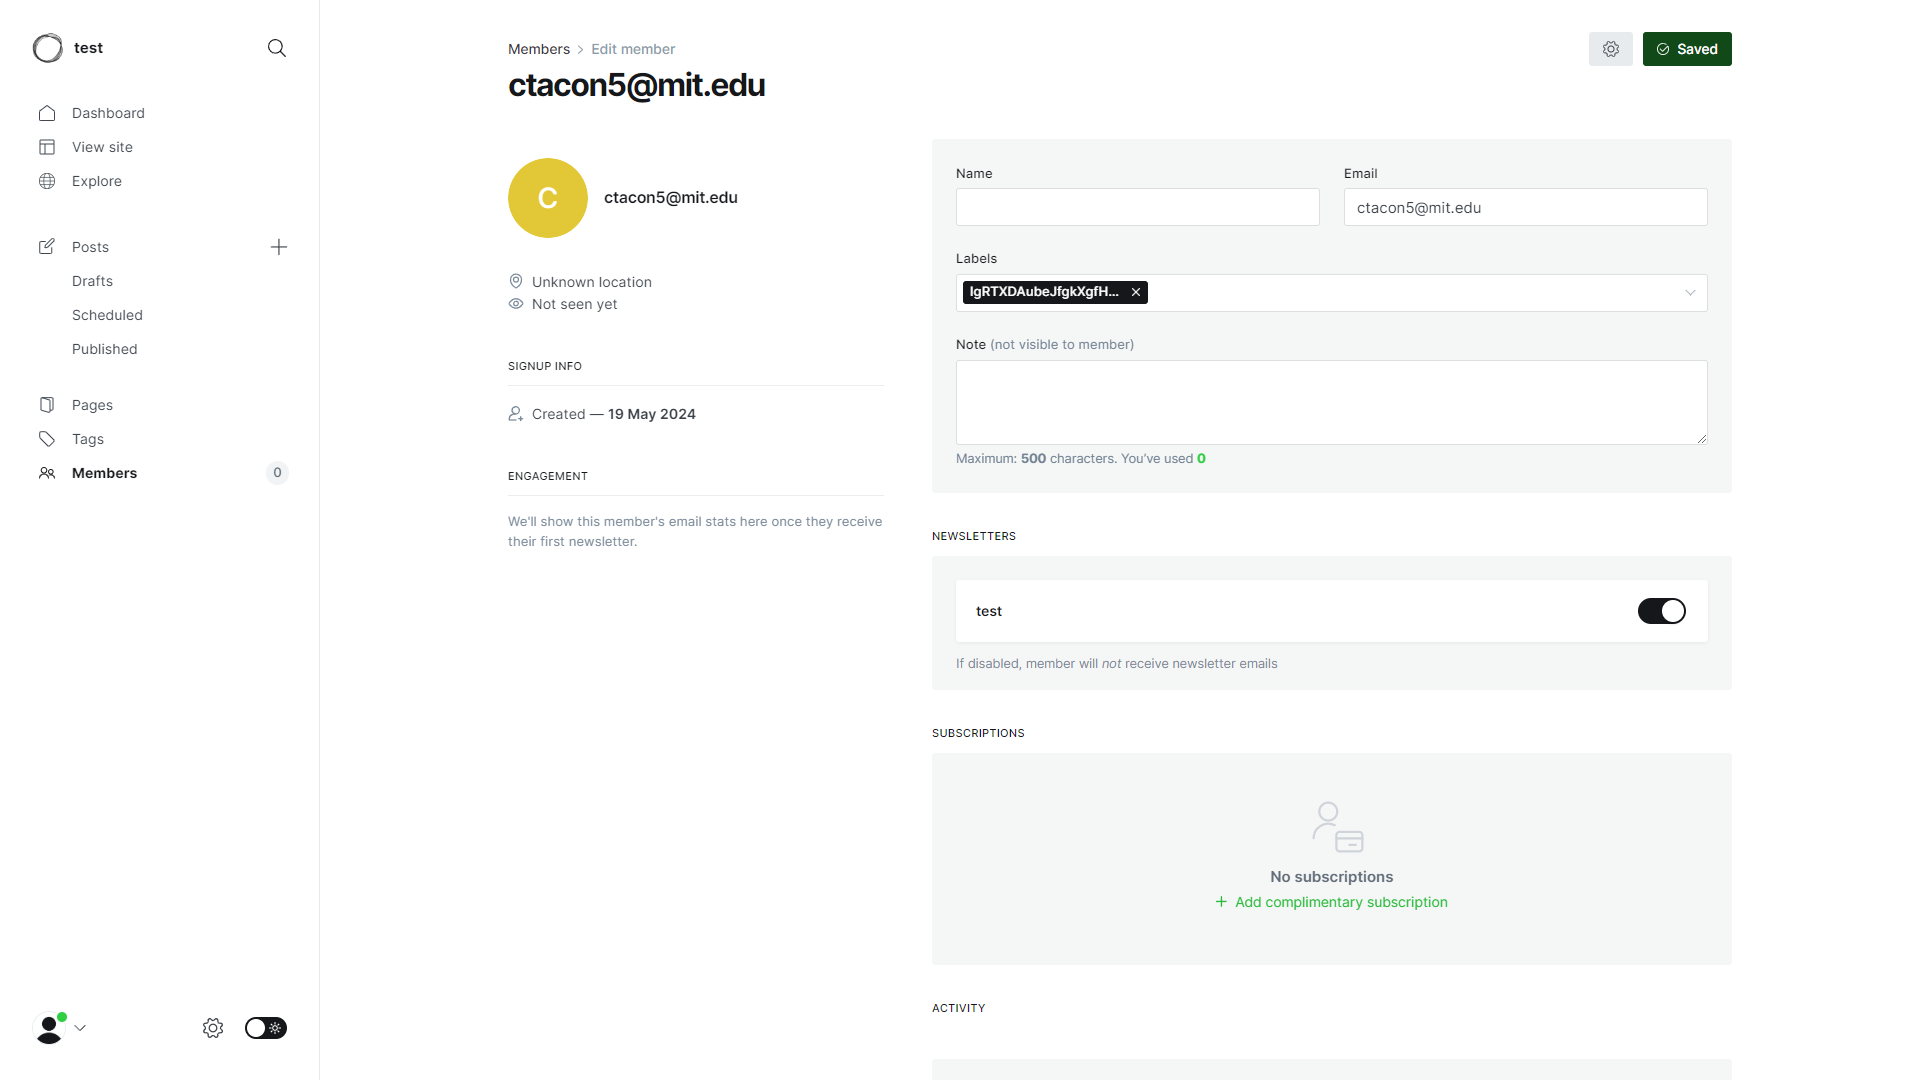 test
Dashboard
View site
Explore
Posts
Drafts
Scheduled
Published
Pages
Tags
Members 0
Members > Edit member
ctacon5@mit.edu
Saved
C
ctacon5@mit.edu
Unknown location
Not seen yet
SIGNUP INFO
Created — 19 May 2024
ENGAGEMENT
We'll show this member's email stats here once they receive
their first newsletter.
Name
Email
ctacon5@mit.edu
Labels
IgRTXDAubeJfgkXgfH...
Note (not visible to member)
Maximum: 500 characters. You've used 0
NEWSLETTERS
test
If disabled, member will not receive newsletter emails
SUBSCRIPTIONS
No subscriptions
+ Add complimentary subscription
ACTIVITY